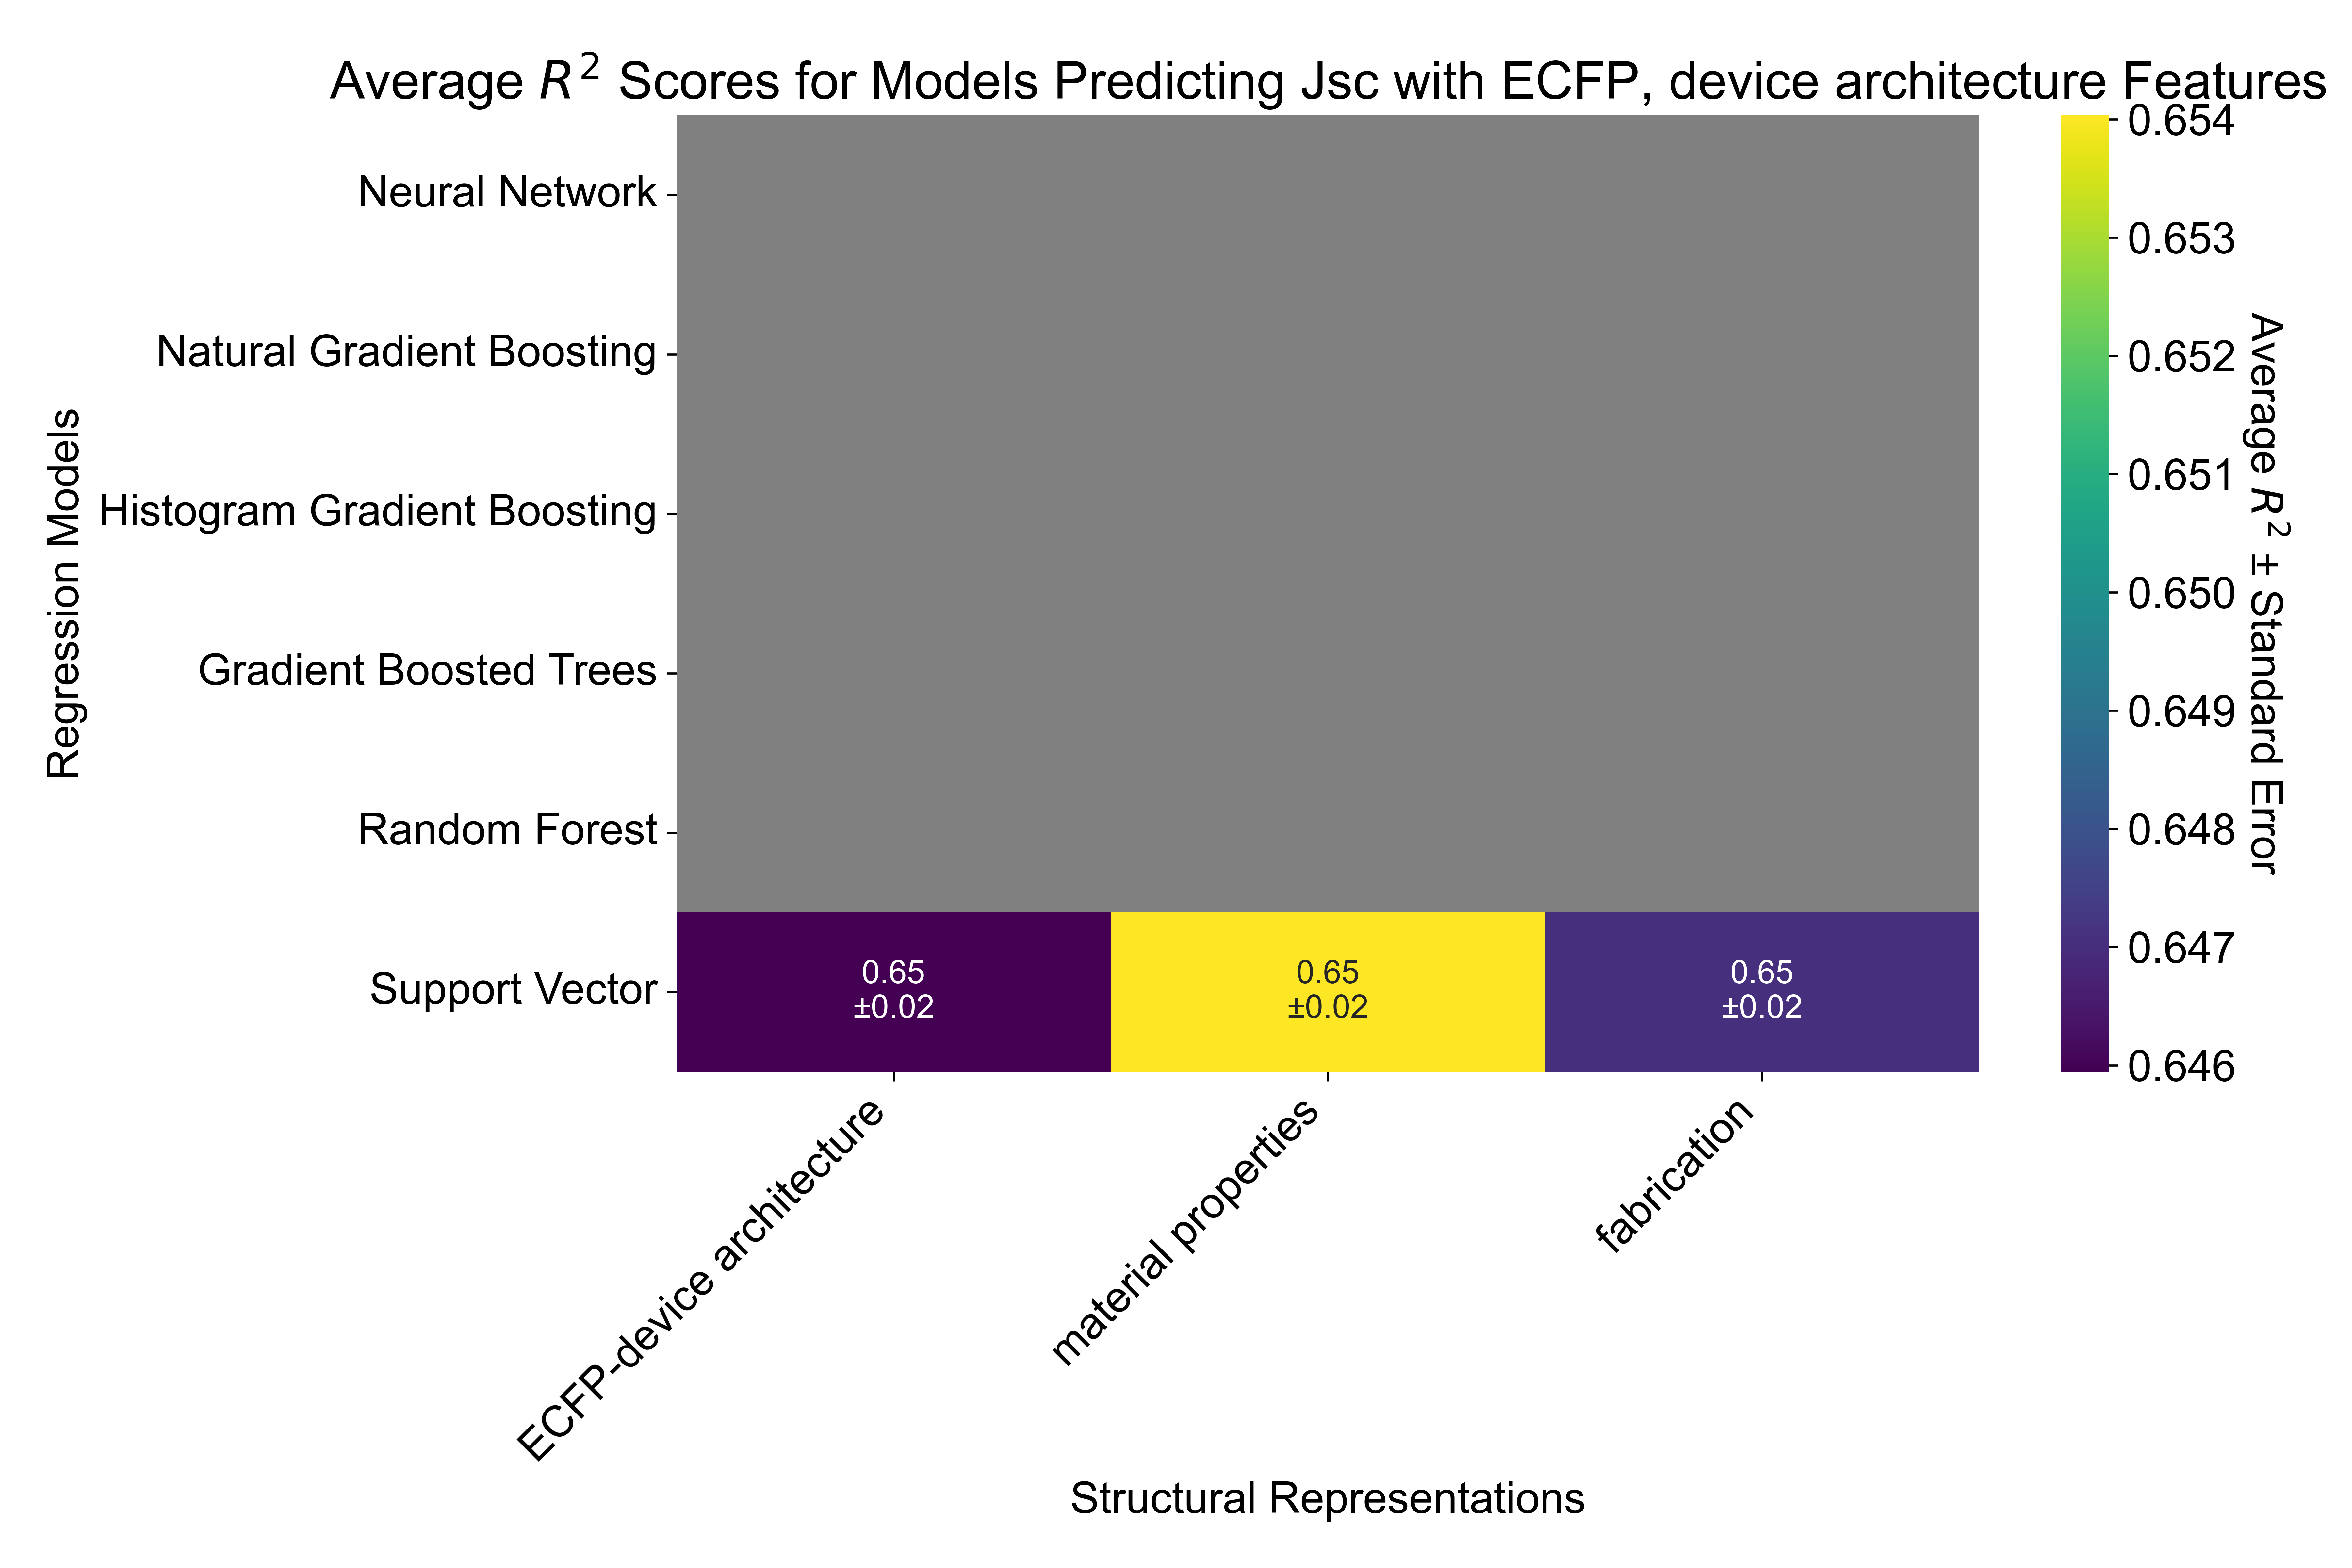 Average R² Scores for Models Predicting Jsc with ECFP, device architecture Features
Regression Models
Neural Network
Natural Gradient Boosting
Histogram Gradient Boosting
Gradient Boosted Trees
Random Forest
Support Vector
0.65
±0.02
0.65
±0.02
0.65
±0.02
ECFP-device architecture
material properties
fabrication
Structural Representations
0.654
0.653
0.652
0.651
0.650
0.649
0.648
0.647
0.646
Average R² ± Standard Error